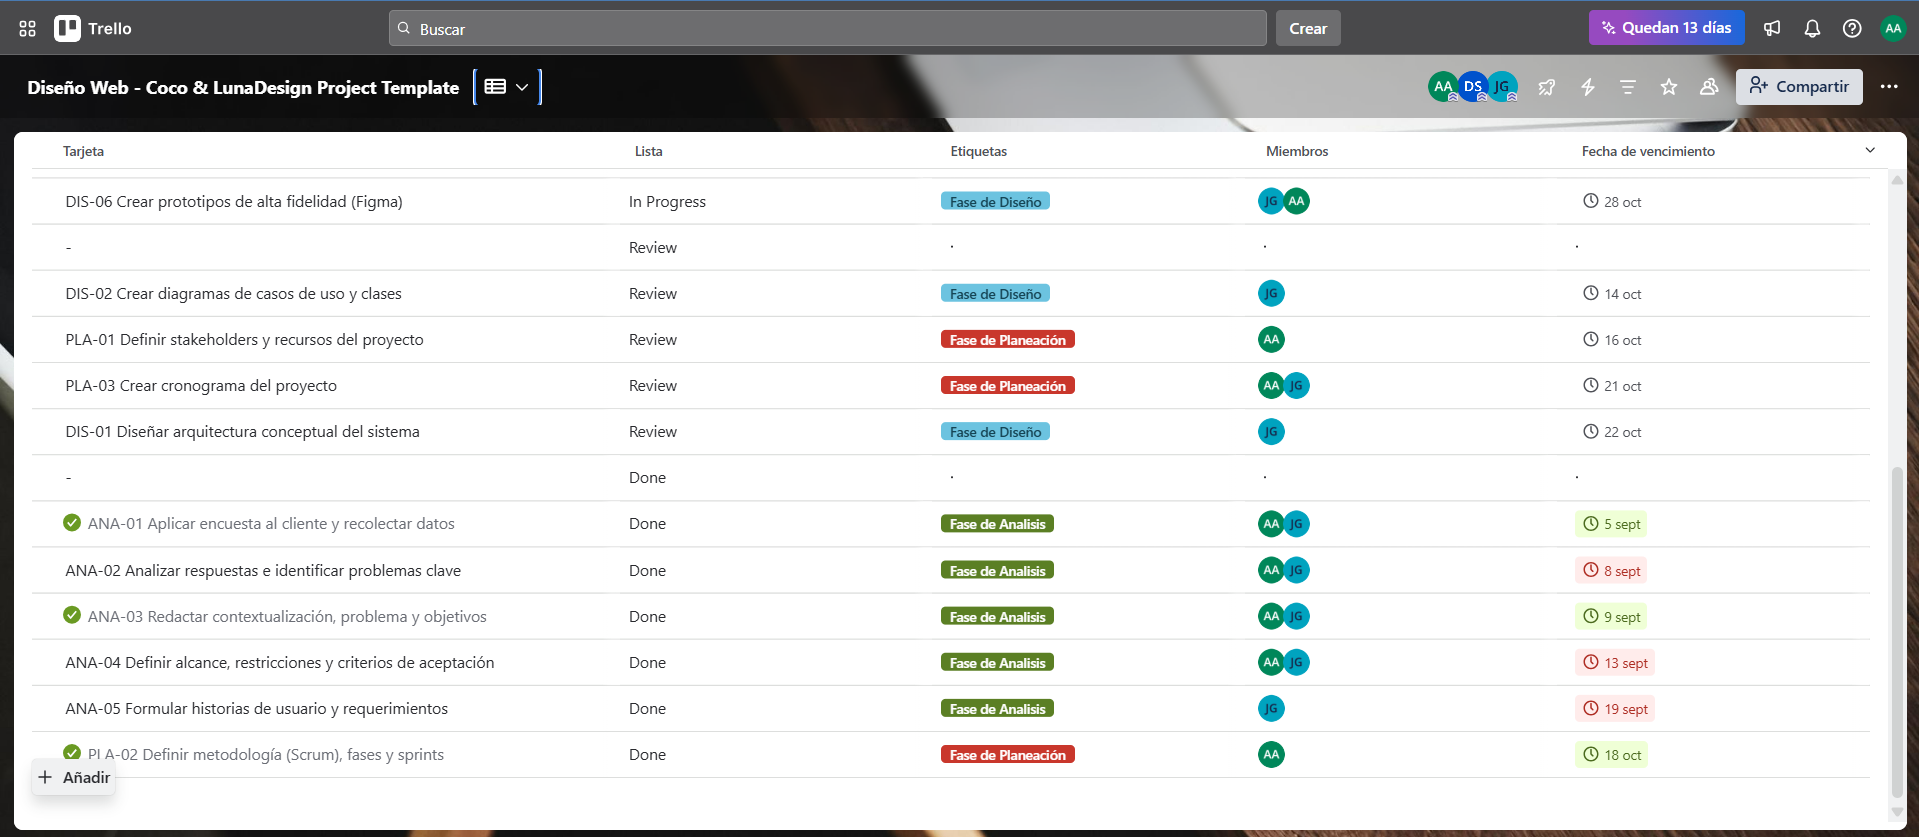 Trello
Buscar
Crear
Quedan 13 días
AA
Diseño Web - Coco & LunaDesign Project Template
AA DS JG
Compartir
Tarjeta Lista Etiquetas Miembros Fecha de vencimiento
DIS-06 Crear prototipos de alta fidelidad (Figma) In Progress Fase de Diseño JG AA 28 oct
- Review . . .
DIS-02 Crear diagramas de casos de uso y clases Review Fase de Diseño JG 14 oct
PLA-01 Definir stakeholders y recursos del proyecto Review Fase de Planeación AA 16 oct
PLA-03 Crear cronograma del proyecto Review Fase de Planeación AA JG 21 oct
DIS-01 Diseñar arquitectura conceptual del sistema Review Fase de Diseño JG 22 oct
- Done . . .
ANA-01 Aplicar encuesta al cliente y recolectar datos Done Fase de Analisis AA JG 5 sept
ANA-02 Analizar respuestas e identificar problemas clave Done Fase de Analisis AA JG 8 sept
ANA-03 Redactar contextualización, problema y objetivos Done Fase de Analisis AA JG 9 sept
ANA-04 Definir alcance, restricciones y criterios de aceptación Done Fase de Analisis AA JG 13 sept
ANA-05 Formular historias de usuario y requerimientos Done Fase de Analisis JG 19 sept
PLA-02 Definir metodología (Scrum), fases y sprints Done Fase de Planeación AA 18 oct
Añadir